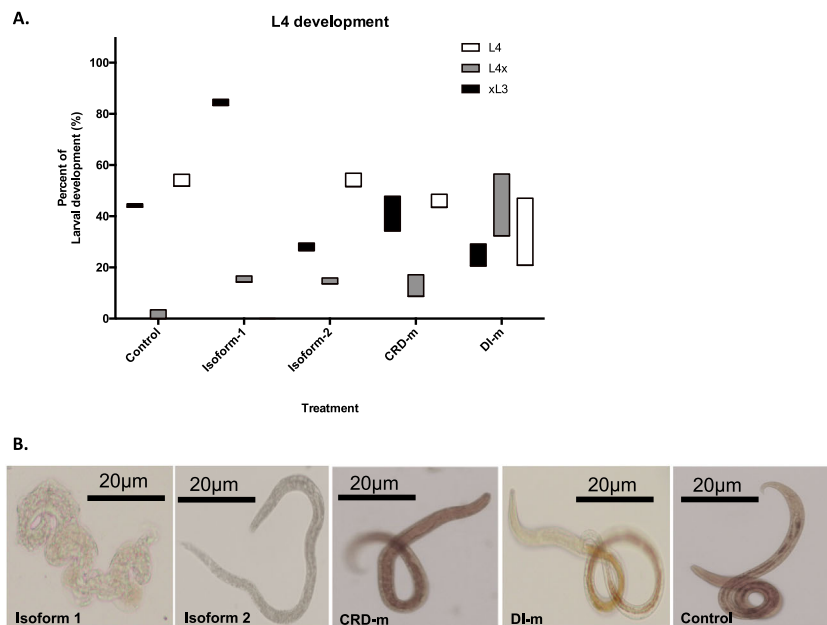 A.
L4 development
L4
L4x
xL3
Percent of
Larval development (%)
100
80
60
40
20
0
Control
Isoform-1
Isoform-2
CRD-m
DI-m
Treatment
B.
20µm
20µm
20µm
20µm
20µm
Isoform 1
Isoform 2
CRD-m
DI-m
Control